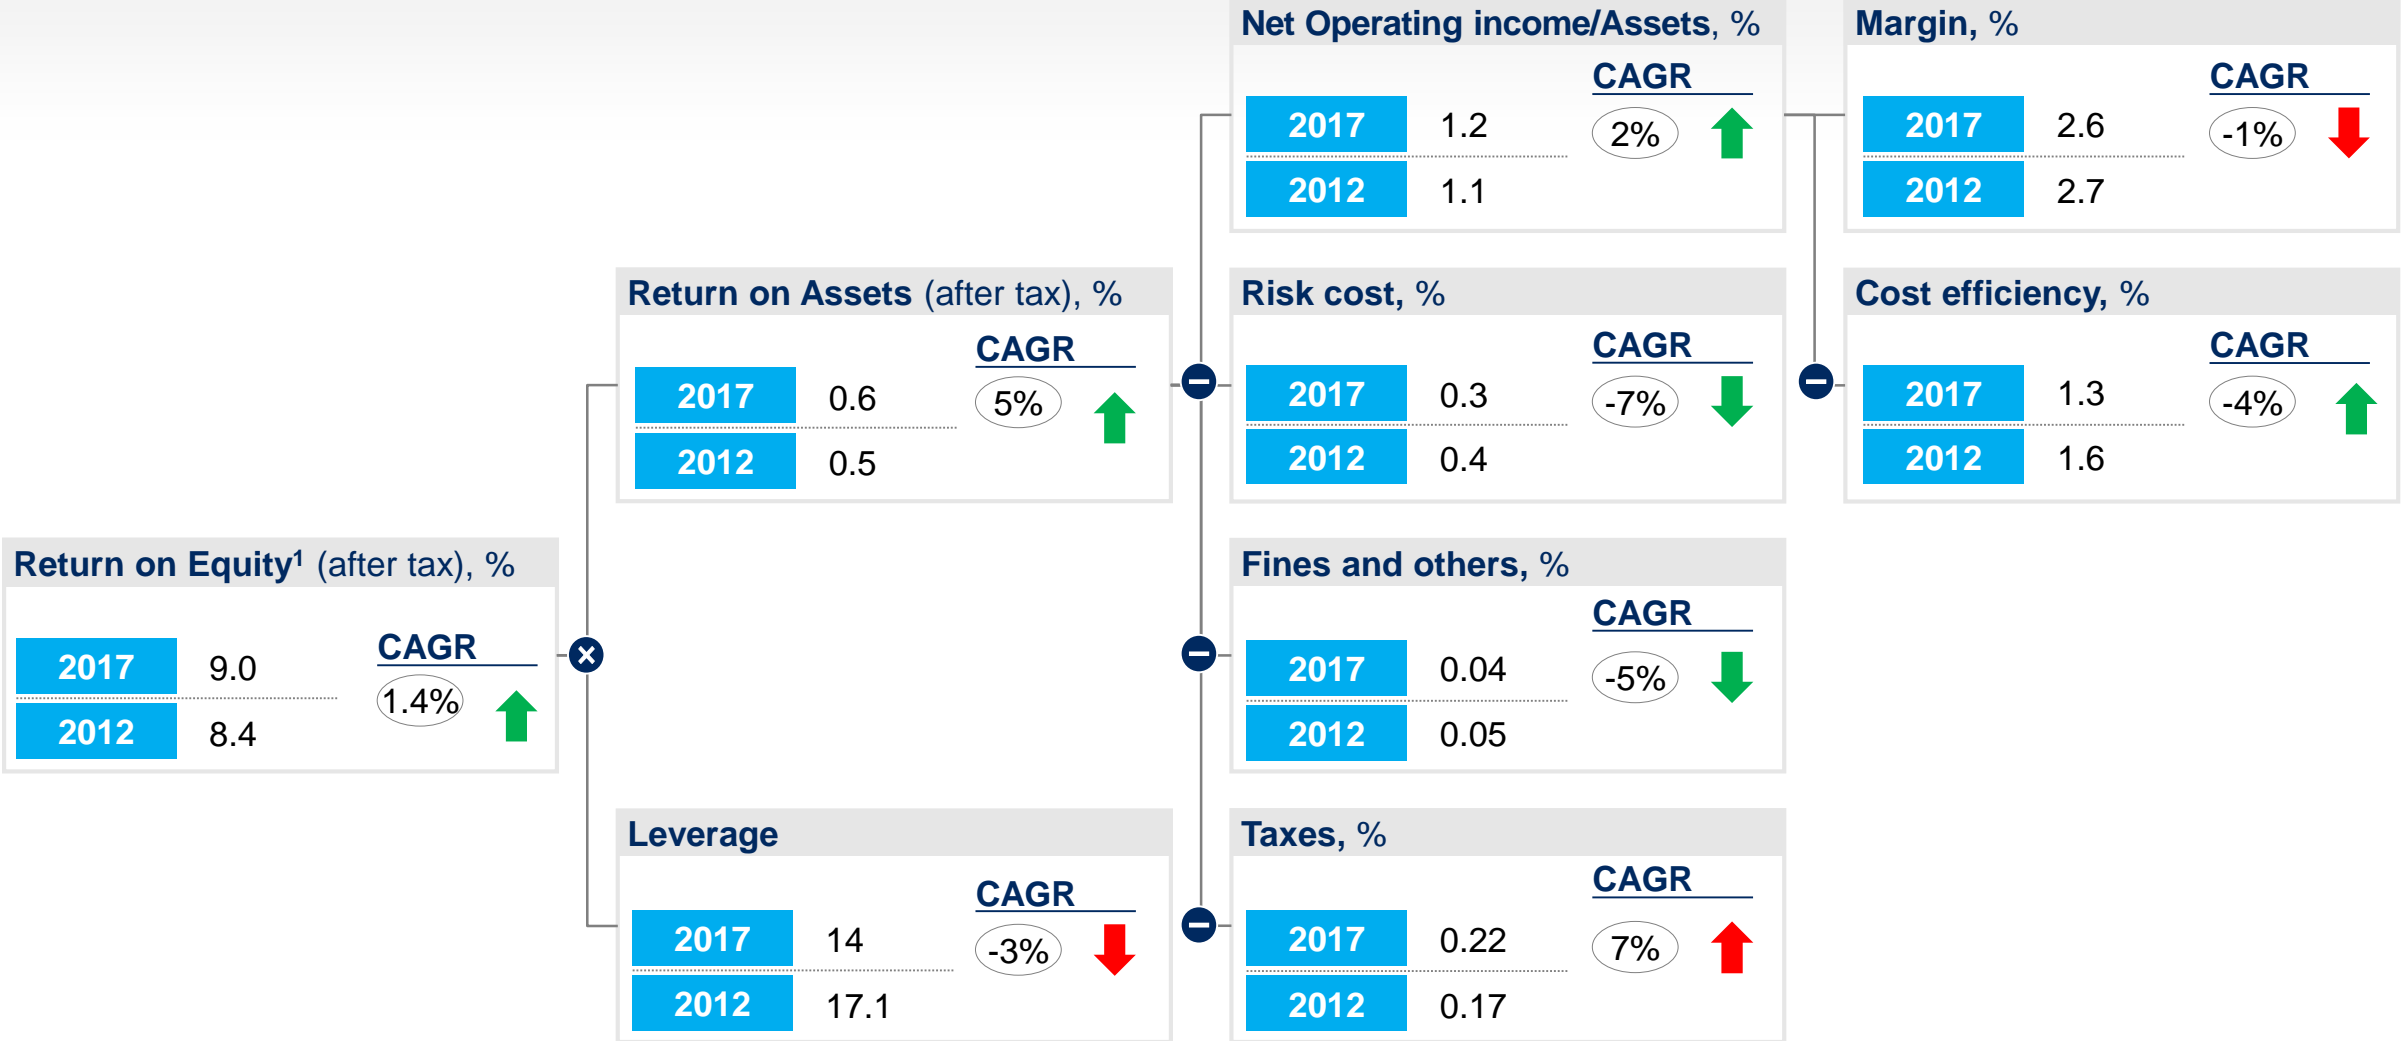 Net Operating income/Assets, %
CAGR
2017 1.2 2%
2012 1.1
Margin, %
CAGR
2017 2.6 -1%
2012 2.7
Return on Assets (after tax), %
CAGR
2017 0.6 5%
2012 0.5
Risk cost, %
CAGR
2017 0.3 -7%
2012 0.4
Cost efficiency, %
CAGR
2017 1.3 -4%
2012 1.6
Return on Equity¹ (after tax), %
CAGR
2017 9.0 1.4%
2012 8.4
Fines and others, %
CAGR
2017 0.04 -5%
2012 0.05
Leverage
CAGR
2017 14 -3%
2012 17.1
Taxes, %
CAGR
2017 0.22 7%
2012 0.17